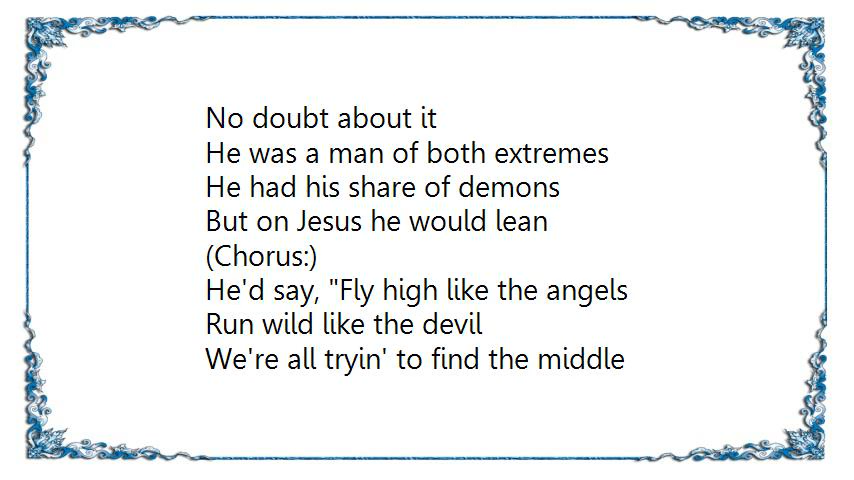 No doubt about it
He was a man of both extremes
He had his share of demons
But on Jesus he would lean
(Chorus:)
He'd say, "Fly high like the angels
Run wild like the devil
We're all tryin' to find the middle